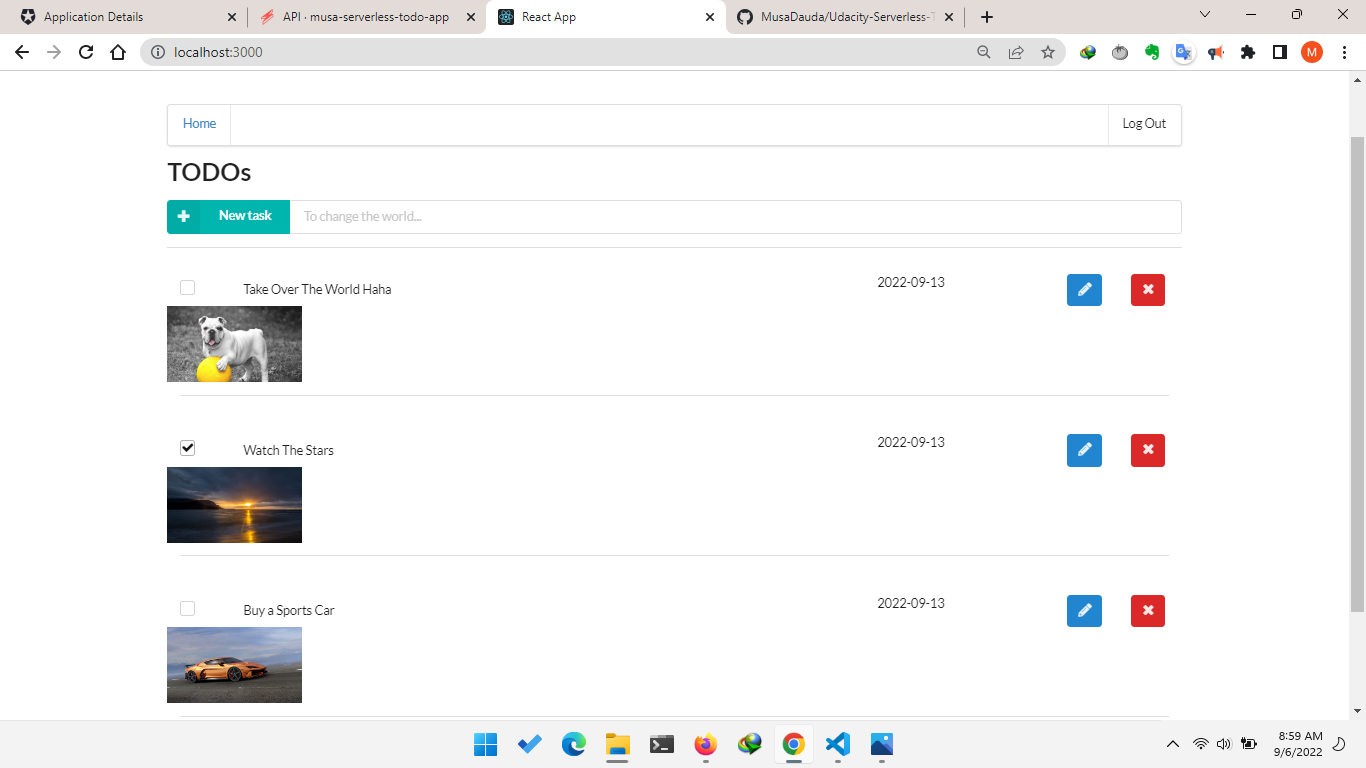 Application Details
API · musa-serverless-todo-app
React App
MusaDauda/Udacity-Serverless-T
localhost:3000
M
Home
Log Out
TODOs
New task
To change the world...
Take Over The World Haha
2022-09-13
Watch The Stars
2022-09-13
Buy a Sports Car
2022-09-13
8:59 AM
9/6/2022